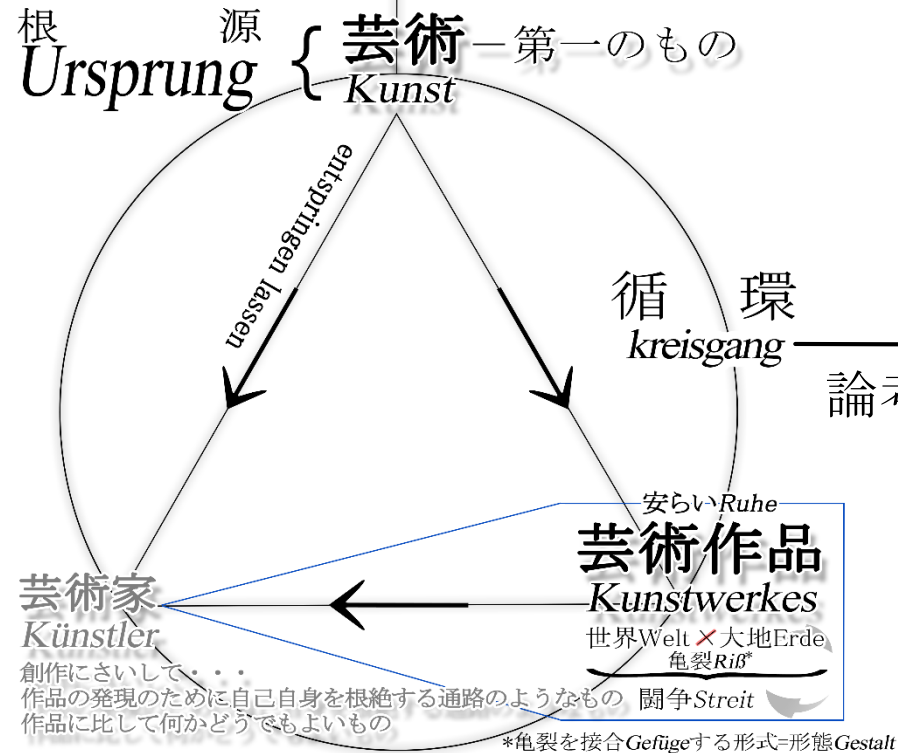 根源
Ursprung
{ 芸術－第一のもの
Kunst
entspringen lassen
循環
kreisgang
論考
安らいRuhe
芸術作品
Kunstwerkes
世界Welt×大地Erde
亀裂Riß*
闘争Streit
芸術家
Künstler
創作にさいして・・・
作品の発現のために自己自身を根絶する通路のようなもの
作品に比して何かどうでもよいもの
*亀裂を接合Gefügeする形式=形態Gestalt